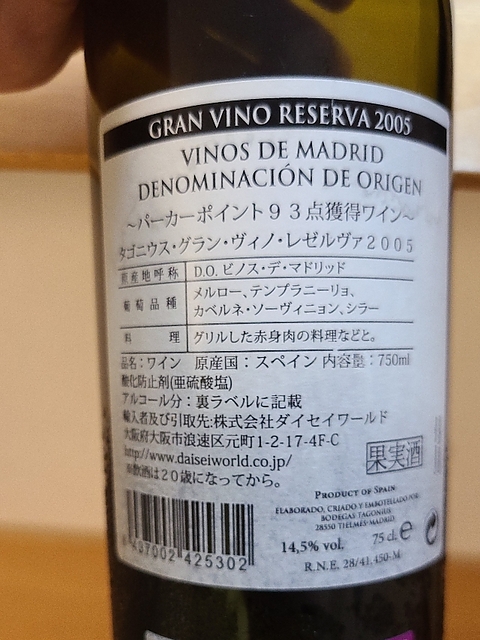 GRAN VINO RESERVA 2005
VINOS DE MADRID
DENOMINACIÓN DE ORIGEN
～パーカーポイント９３点獲得ワイン～
タゴニウス・グラン・ヴィノ・レゼルヴァ２００５
原産地呼称 D.O. ビノス・デ・マドリッド
葡萄品種 メルロー、テンプラニーリョ、
カベルネ・ソーヴィニョン、シラー
料理 グリルした赤身肉の料理などと。
品名：ワイン 原産国：スペイン 内容量：750ml
酸化防止剤(亜硫酸塩)
アルコール分：裏ラベルに記載
輸入者及び引取先:株式会社ダイセイワールド
大阪府大阪市浪速区元町1-2-17-4F-C
http://www.daiseiworld.co.jp/
※飲酒は２０歳になってから。
果実酒
PRODUCT OF SPAIN
ELABORADO, CRIADO Y EMBOTELLADO POR
BODEGAS TAGONIUS
28550 TIELMES-MADRID
14,5% vol. 75 cl. e
R.N.E. 28/41.450-M
8 437002 425302